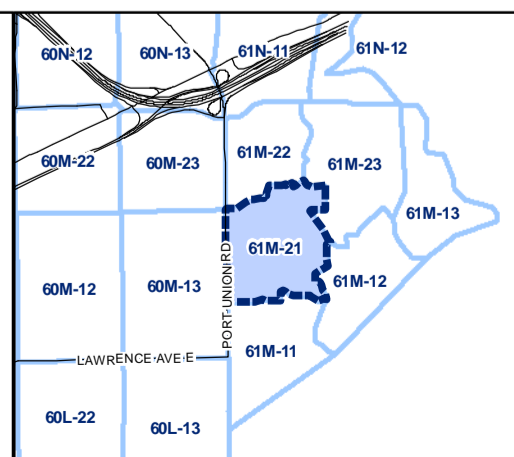 60N-12
60N-13
61N-11
61N-12
60M-22
60M-23
61M-22
61M-23
61M-13
61M-21
60M-12
60M-13
PORT UNION RD
61M-12
61M-11
LAWRENCE AVE E
60L-22
60L-13